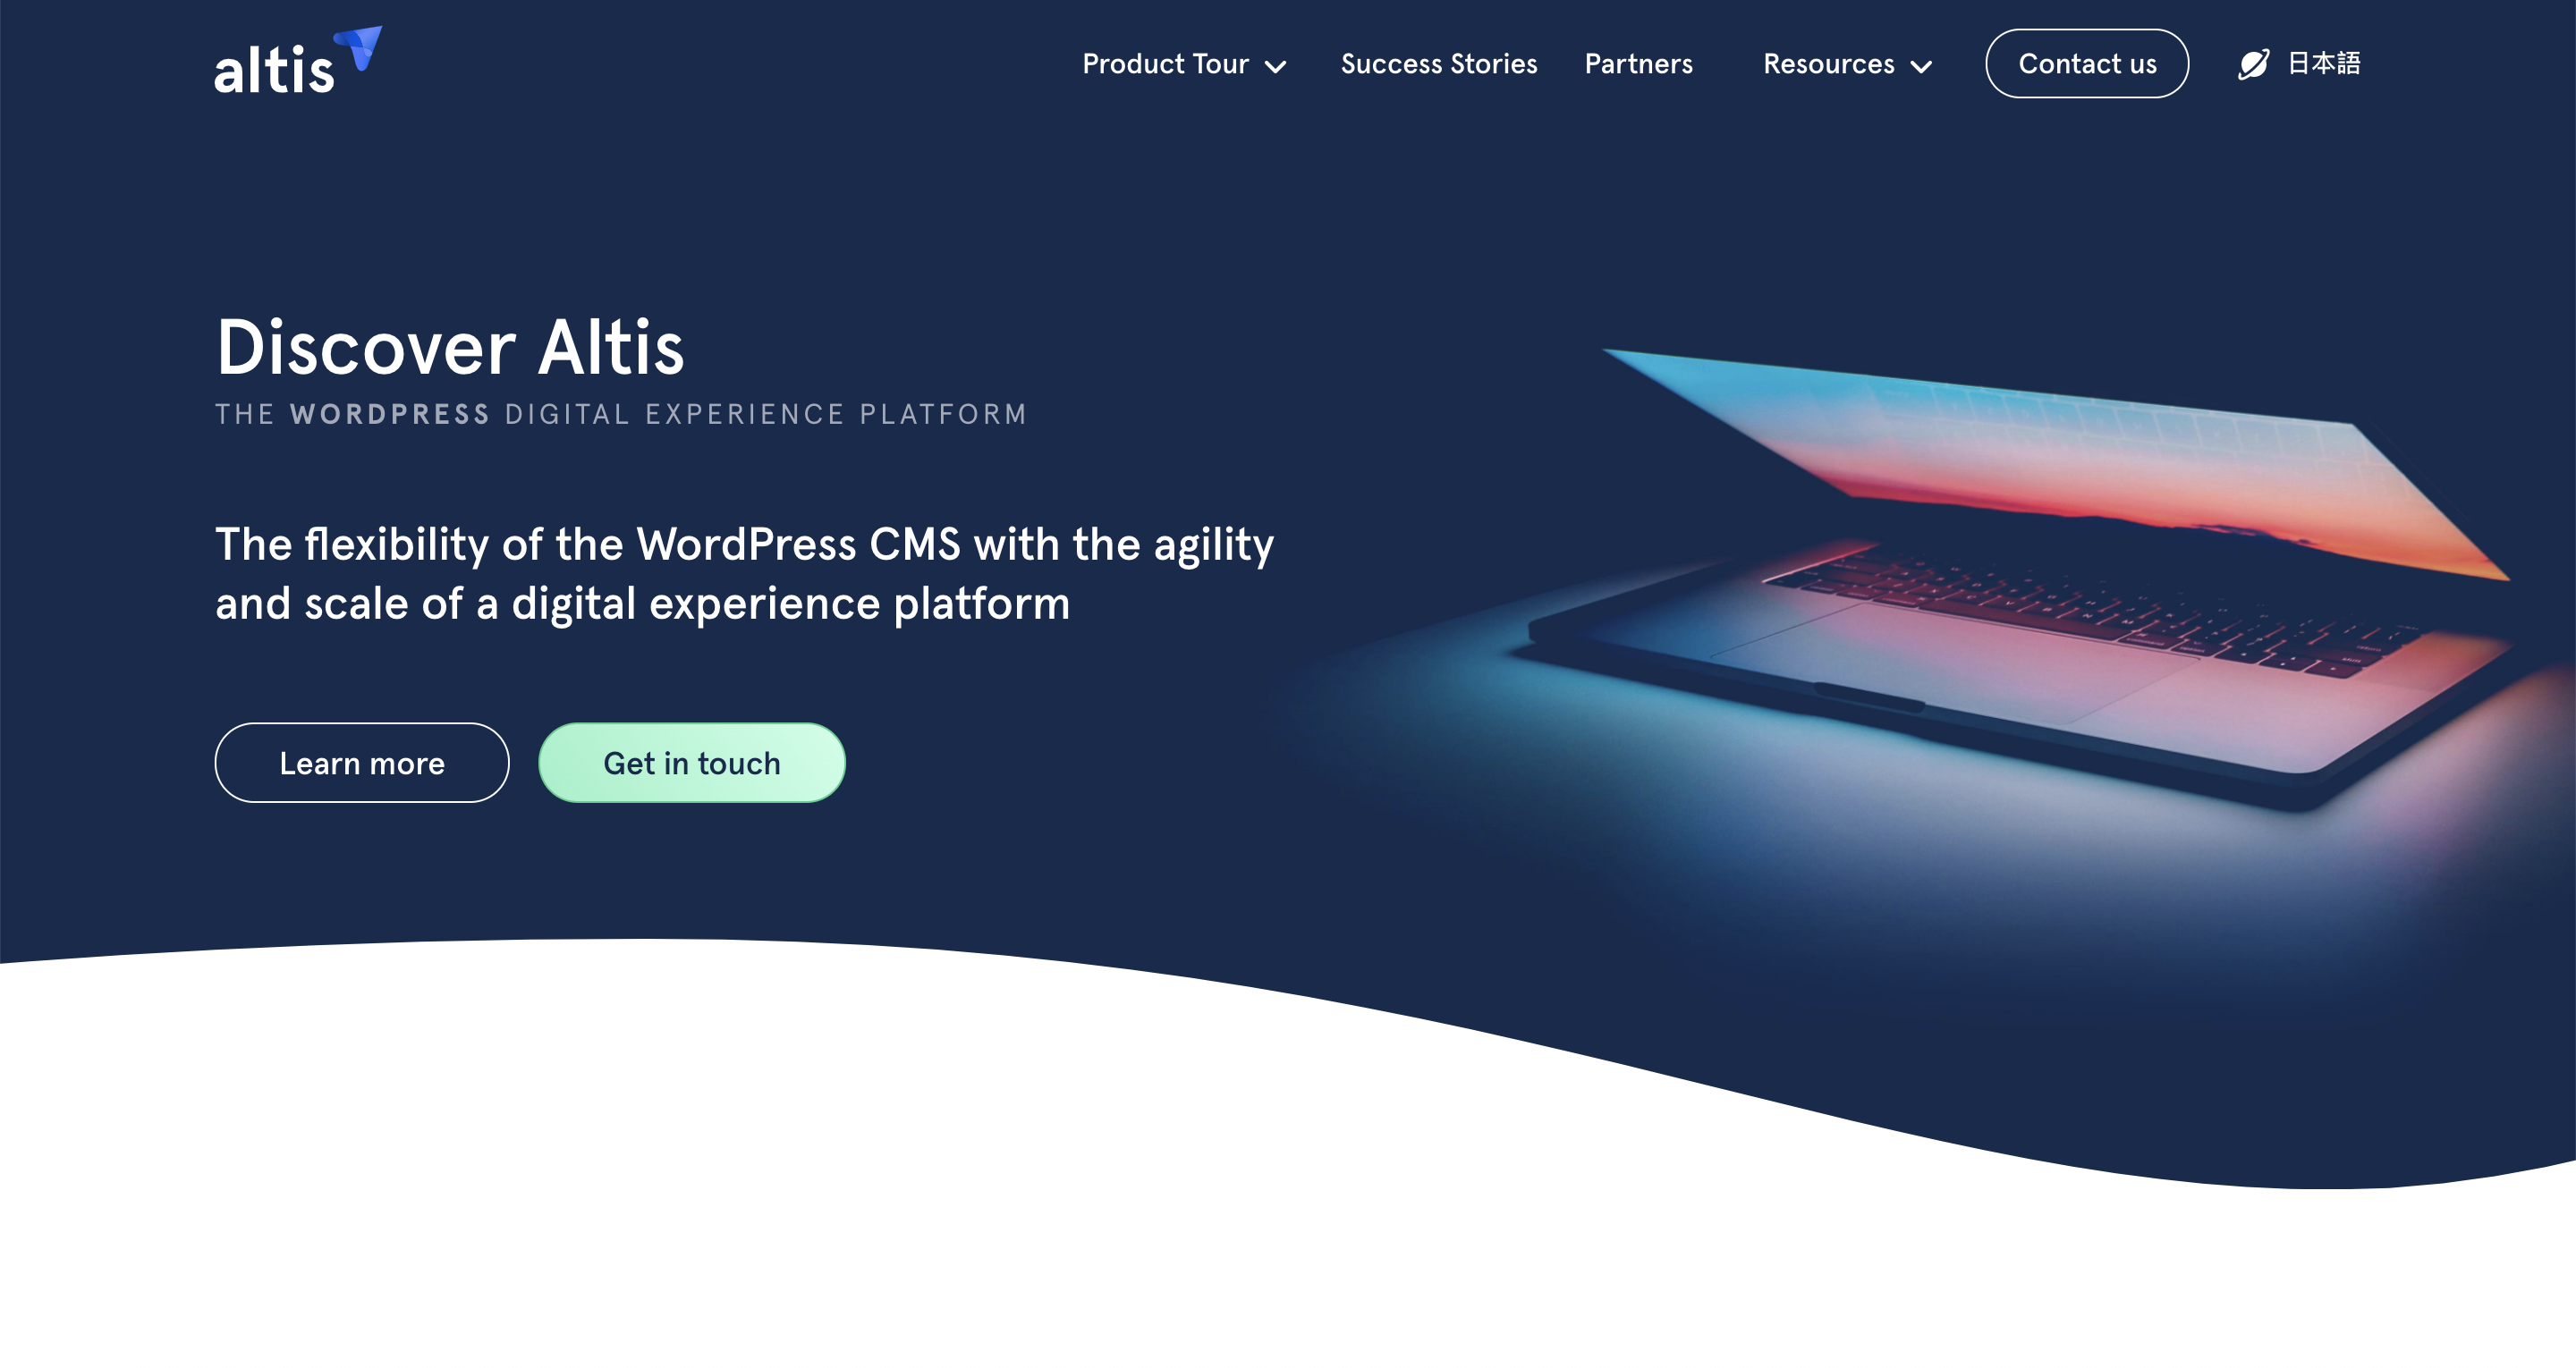 altis
Product Tour
Success Stories
Partners
Resources
Contact us
日本語
Discover Altis
THE WORDPRESS DIGITAL EXPERIENCE PLATFORM
The flexibility of the WordPress CMS with the agility
and scale of a digital experience platform
Learn more
Get in touch